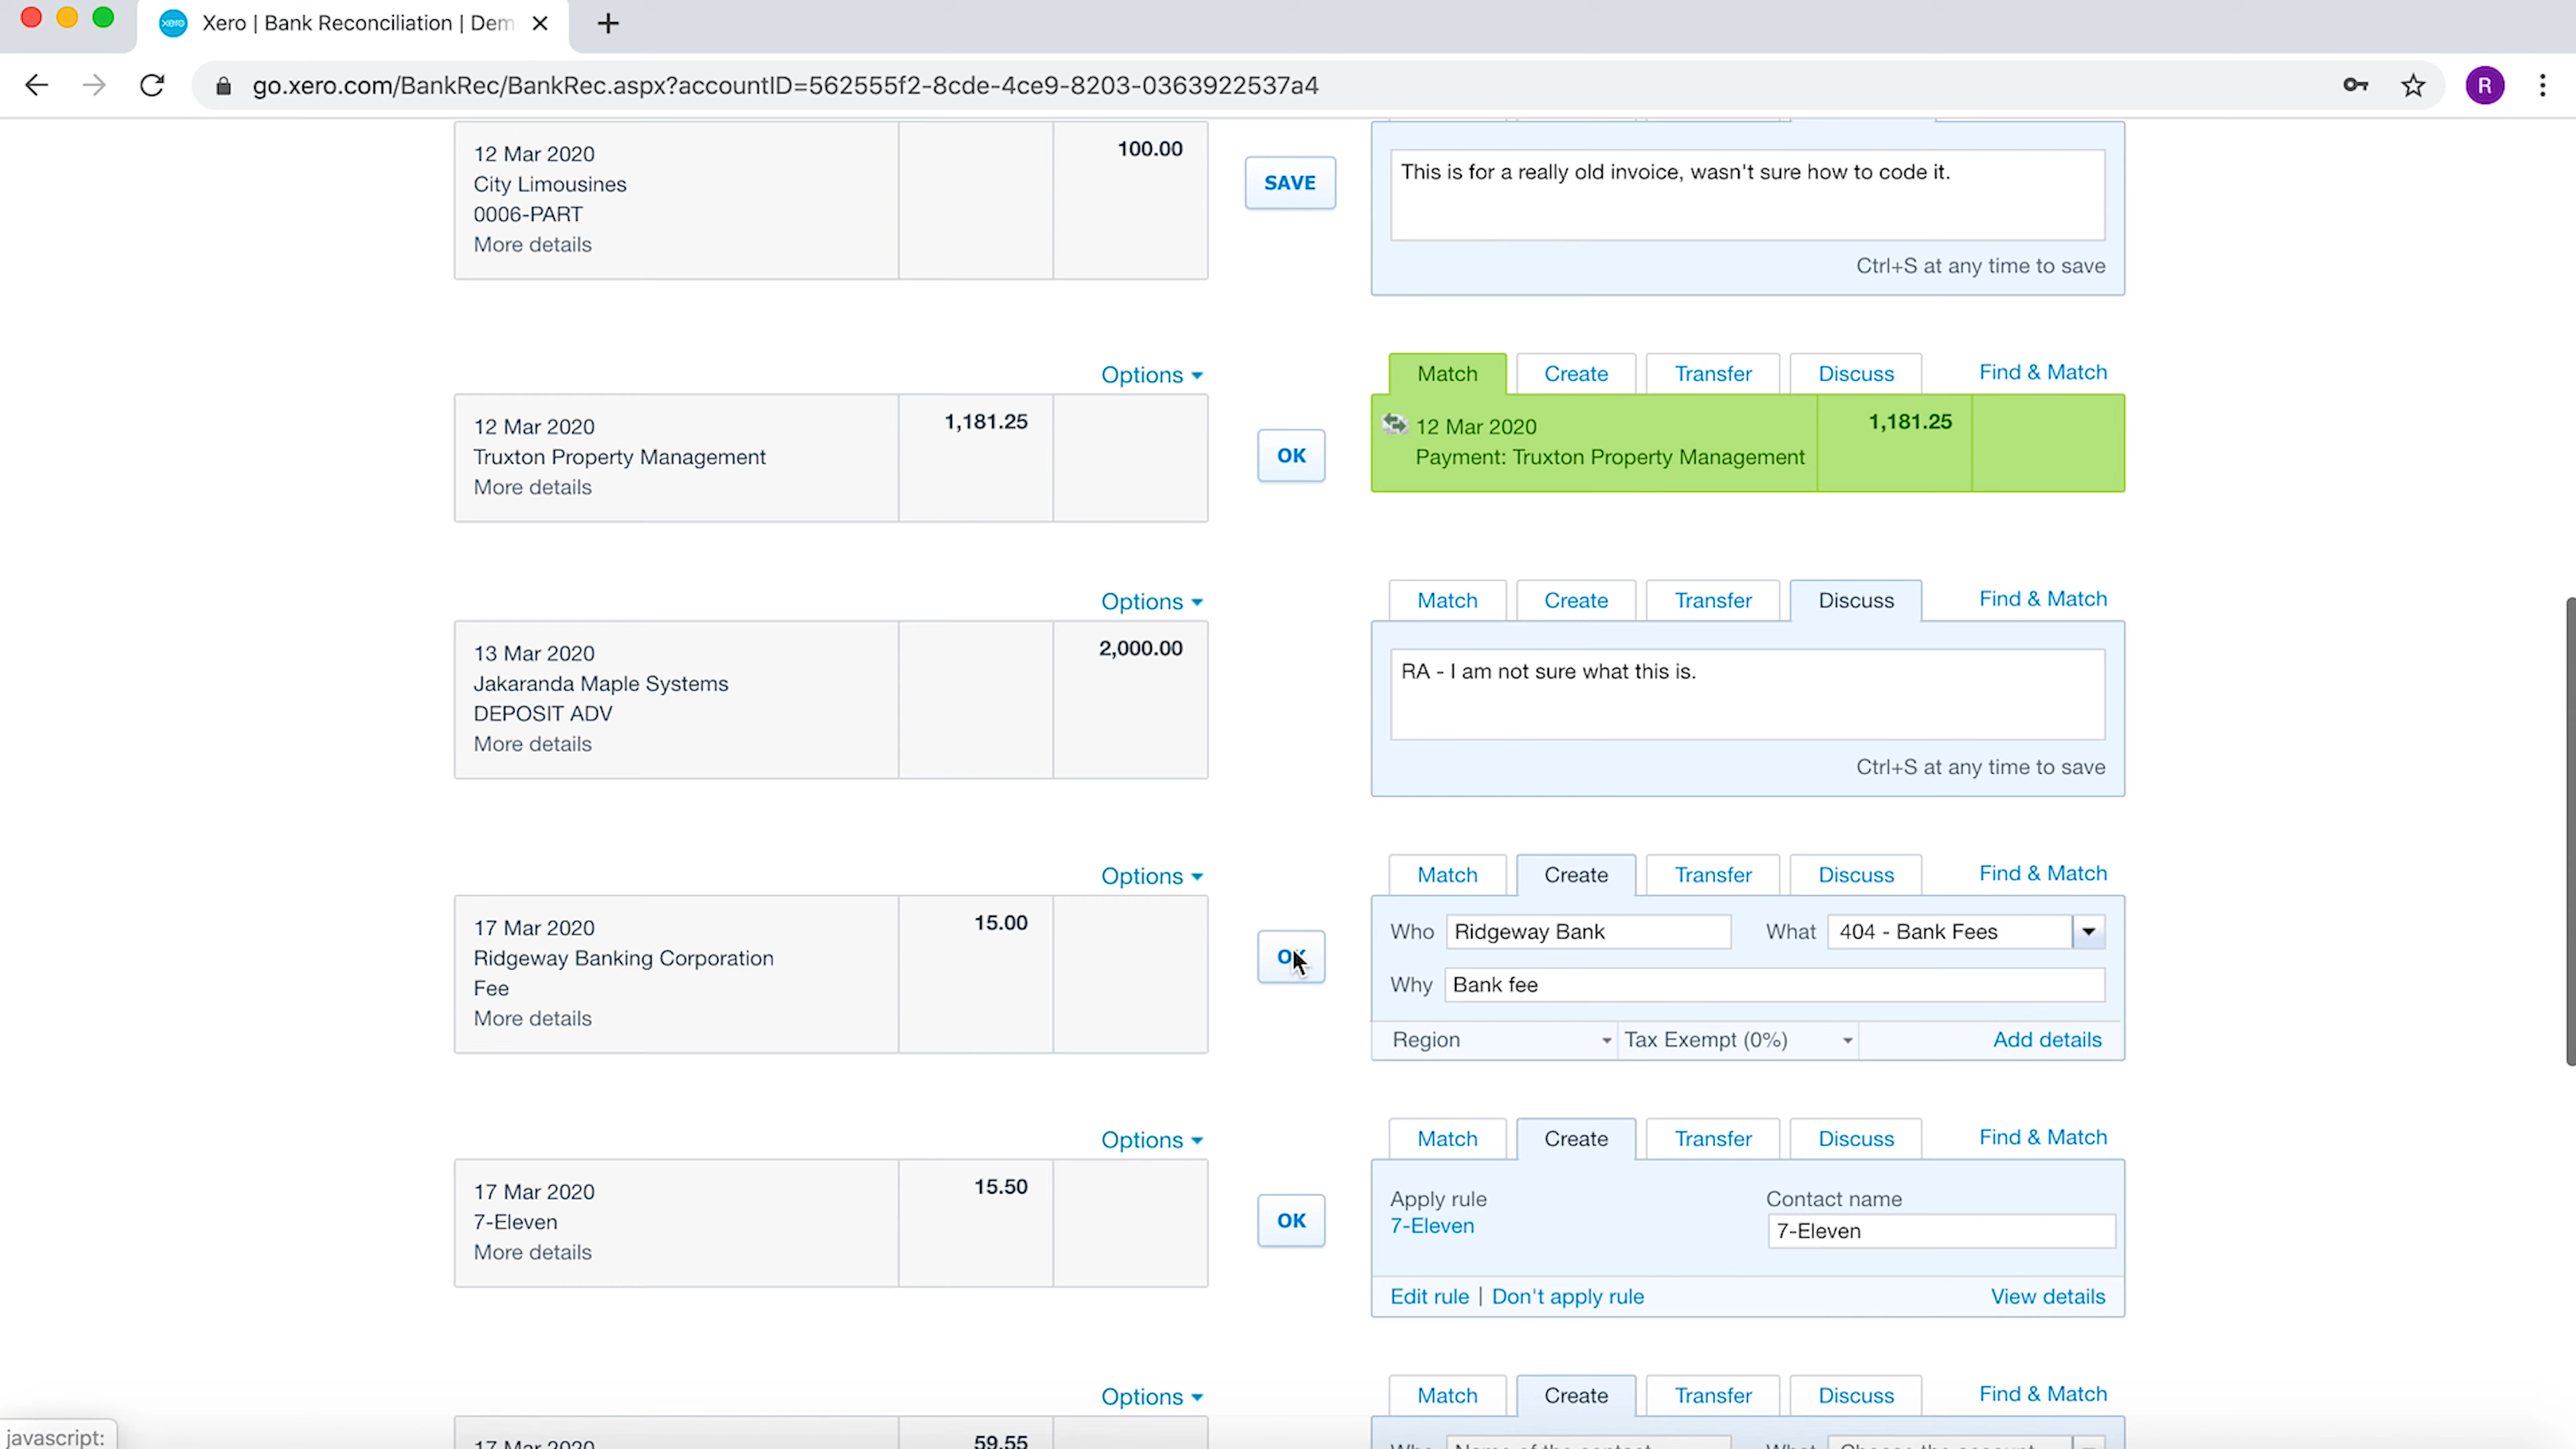 Xero | Bank Reconciliation | Dem
go.xero.com/BankRec/BankRec.aspx?accountID=562555f2-8cde-4ce9-8203-0363922537a4
R
12 Mar 2020
City Limousines
0006-PART
More details
100.00
SAVE
This is for a really old invoice, wasn't sure how to code it.
Ctrl+S at any time to save
Options
12 Mar 2020
Truxton Property Management
More details
1,181.25
OK
Match Create Transfer Discuss Find & Match
12 Mar 2020
Payment: Truxton Property Management
1,181.25
Options
13 Mar 2020
Jakaranda Maple Systems
DEPOSIT ADV
More details
2,000.00
Match Create Transfer Discuss Find & Match
RA - I am not sure what this is.
Ctrl+S at any time to save
Options
17 Mar 2020
Ridgeway Banking Corporation
Fee
More details
15.00
OK
Match Create Transfer Discuss Find & Match
Who Ridgeway Bank What 404 - Bank Fees
Why Bank fee
Region Tax Exempt (0%) Add details
Options
17 Mar 2020
7-Eleven
More details
15.50
OK
Match Create Transfer Discuss Find & Match
Apply rule
7-Eleven
Contact name
7-Eleven
Edit rule | Don't apply rule View details
Options
17 Mar 2020
59.55
Match Create Transfer Discuss Find & Match
Who Name of the contact What Choose the account
javascript: